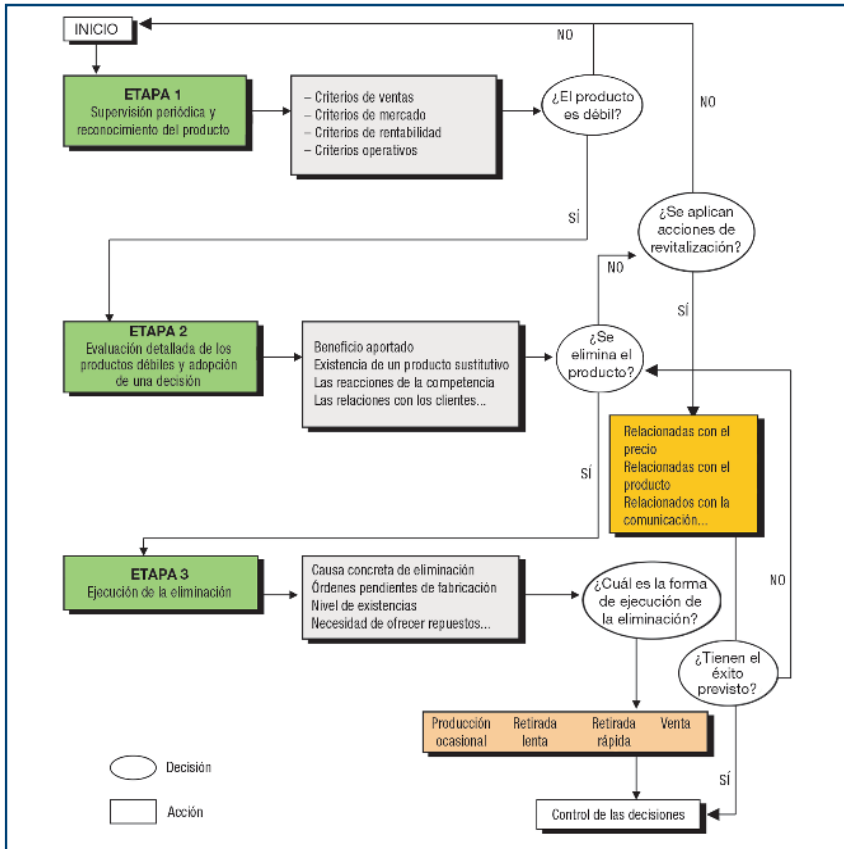 INICIO
NO
ETAPA 1
Supervisión periódica y
reconocimiento del producto
– Criterios de ventas
– Criterios de mercado
– Criterios de rentabilidad
– Criterios operativos
¿El producto
es débil?
NO
SÍ
¿Se aplican
acciones de
revitalización?
NO
SÍ
ETAPA 2
Evaluación detallada de los
productos débiles y adopción
de una decisión
Beneficio aportado
Existencia de un producto sustitutivo
Las reacciones de la competencia
Las relaciones con los clientes...
¿Se
elimina el
producto?
Relacionadas con el
precio
Relacionadas con el
producto
Relacionados con la
comunicación...
SÍ
NO
ETAPA 3
Ejecución de la eliminación
Causa concreta de eliminación
Órdenes pendientes de fabricación
Nivel de existencias
Necesidad de ofrecer repuestos...
¿Cuál es la forma
de ejecución de
la eliminación?
¿Tienen el
éxito
previsto?
Producción Retirada Retirada Venta
ocasional lenta rápida
SÍ
Decisión
Acción
Control de las decisiones